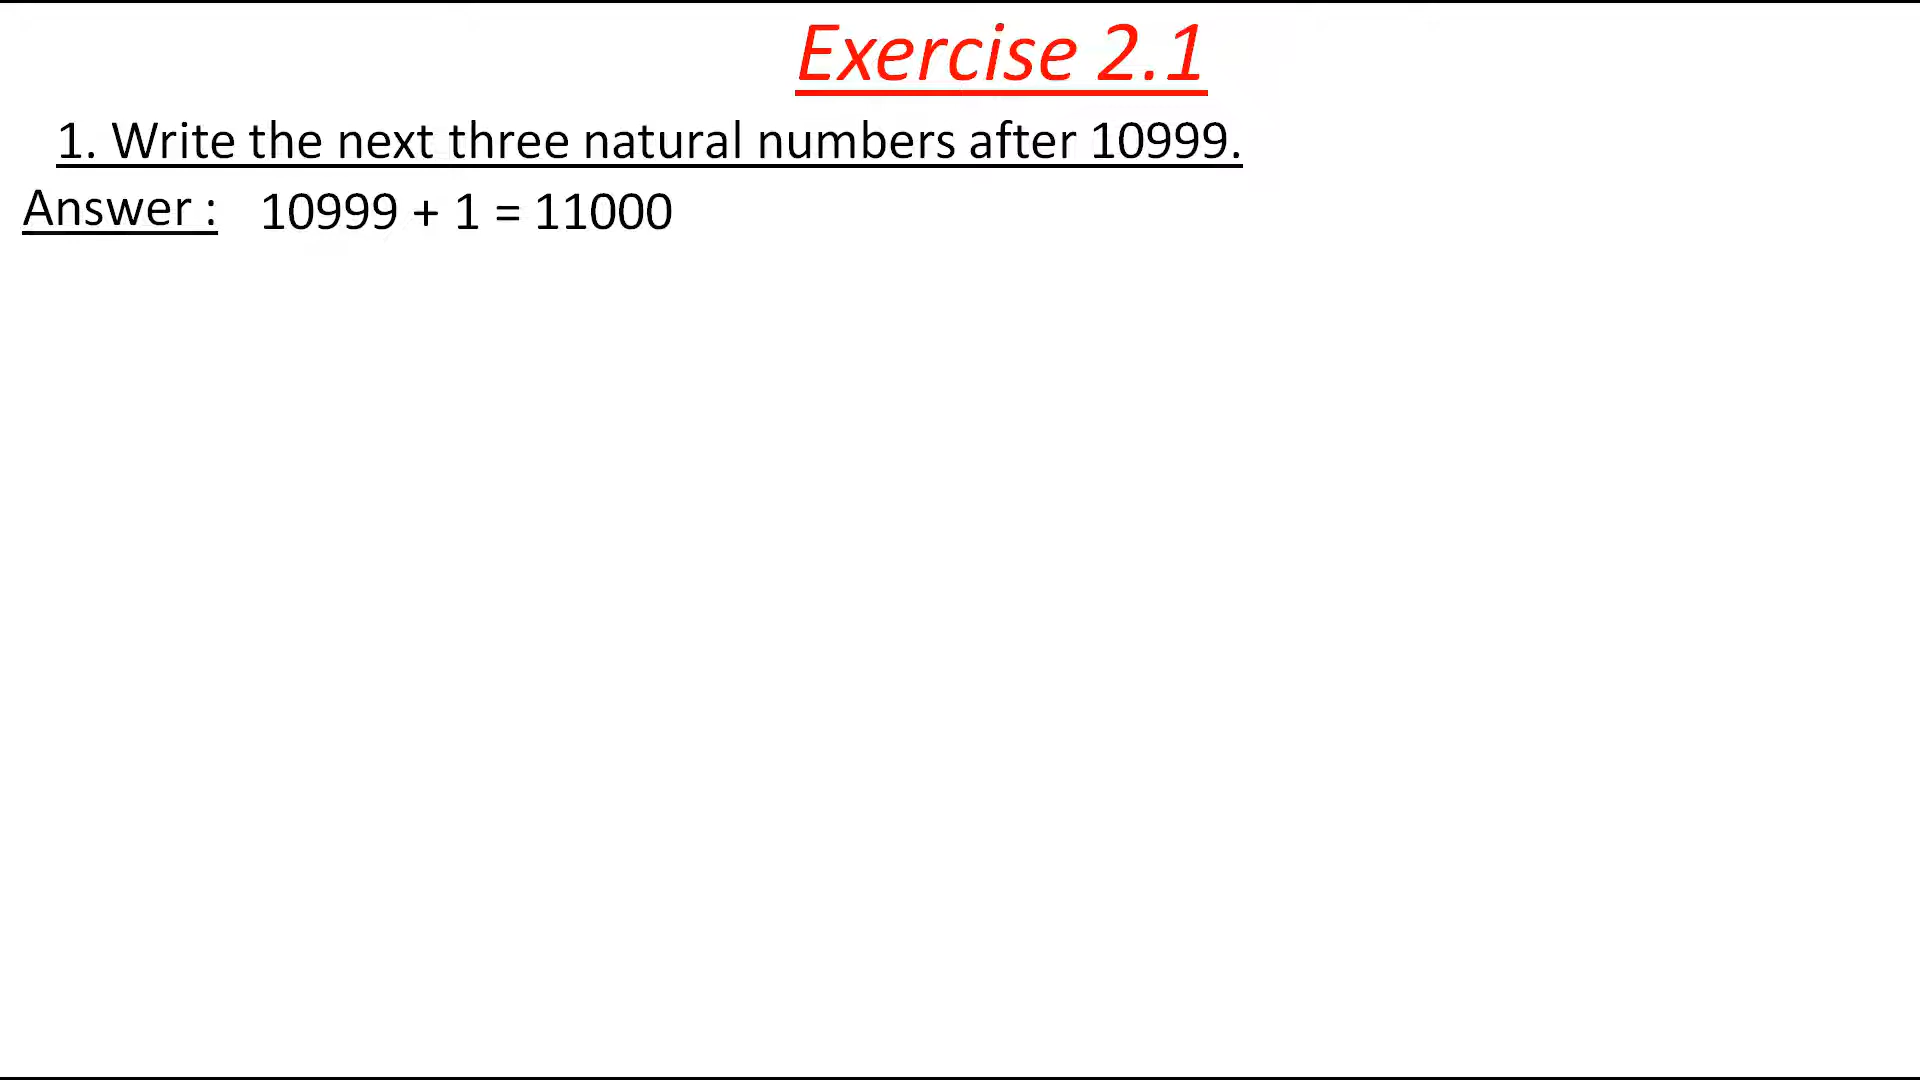 Exercise 2.1
1. Write the next three natural numbers after 10999.
Answer : 10999 + 1 = 11000